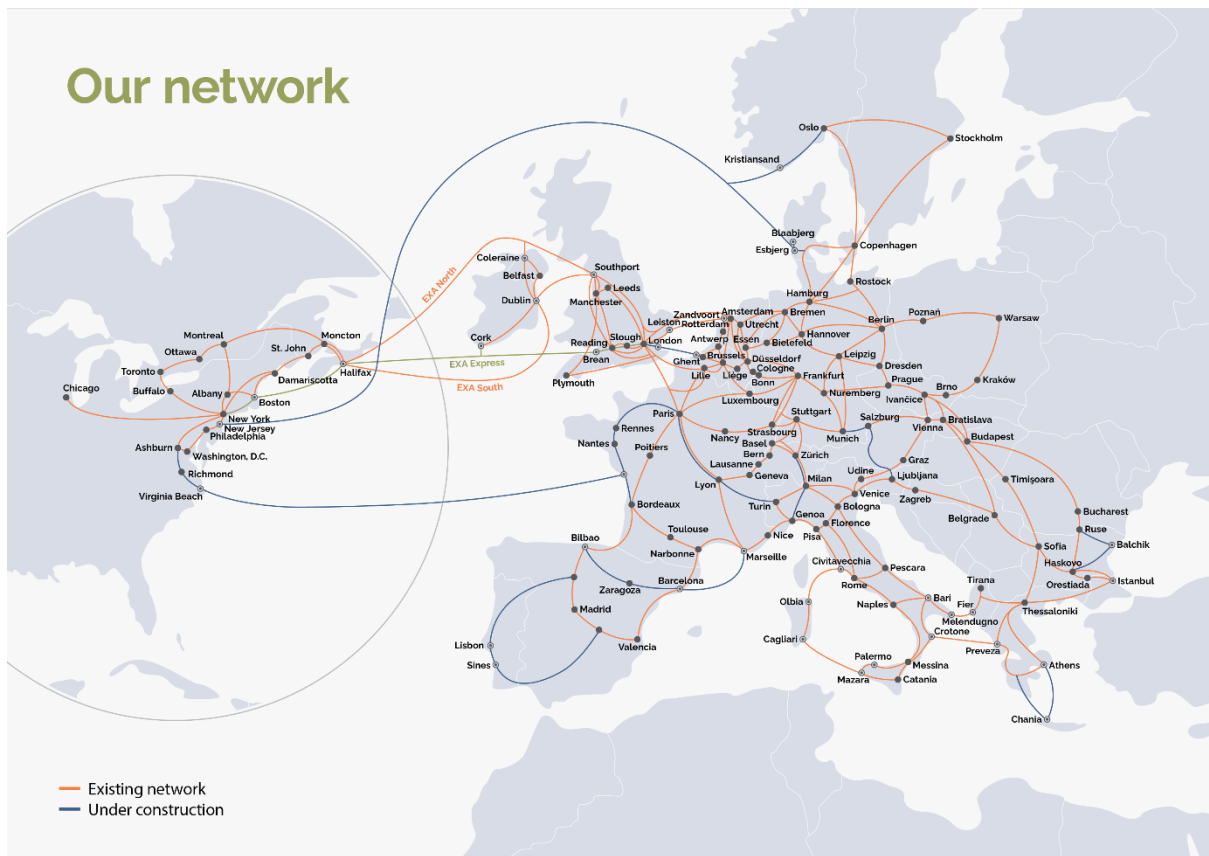 Our network
Oslo
Stockholm
Kristiansand
Blaabjerg
Esbjerg
Copenhagen
Coleraine
Belfast
Dublin
Cork
EXA North
EXA Express
EXA South
Southport
Leeds
Manchester
Reading
Slough
London
Brean
Plymouth
Leiston
Zandvoort
Rotterdam
Amsterdam
Utrecht
Antwerp
Essen
Ghent
Brussels
Lille
Liège
Düsseldorf
Cologne
Bonn
Hamburg
Bremen
Rostock
Hannover
Bielefeld
Berlin
Poznań
Warsaw
Leipzig
Dresden
Kraków
Frankfurt
Prague
Brno
Ivančice
Nuremberg
Luxembourg
Montreal
Moncton
Ottawa
St. John
Toronto
Halifax
Damariscotta
Chicago
Buffalo
Albany
Boston
New York
New Jersey
Philadelphia
Ashburn
Washington, D.C.
Richmond
Virginia Beach
Paris
Rennes
Nantes
Poitiers
Nancy
Strasbourg
Stuttgart
Munich
Salzburg
Vienna
Bratislava
Budapest
Basel
Bern
Zürich
Lausanne
Geneva
Lyon
Graz
Udine
Ljubljana
Zagreb
Timișoara
Milan
Venice
Turin
Bologna
Belgrade
Bucharest
Ruse
Balchik
Bordeaux
Toulouse
Narbonne
Genoa
Florence
Nice
Pisa
Marseille
Sofia
Haskovo
Orestiada
Istanbul
Bilbao
Zaragoza
Barcelona
Madrid
Lisbon
Sines
Valencia
Civitavecchia
Pescara
Rome
Olbia
Cagliari
Naples
Bari
Tirana
Fier
Melendugno
Thessaloniki
Crotone
Preveza
Palermo
Messina
Mazara
Catania
Athens
Chania
Existing network
Under construction